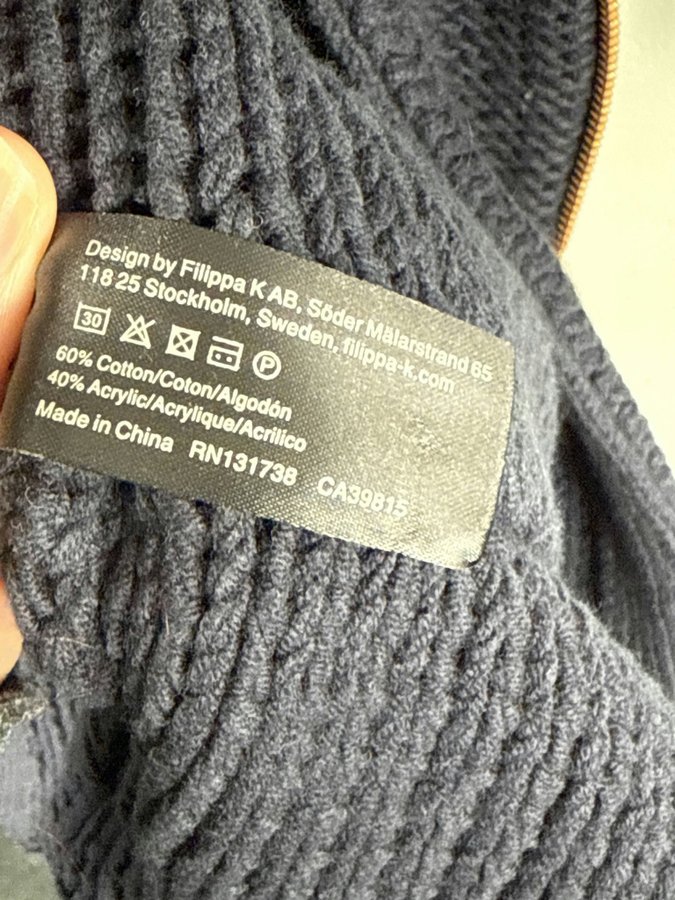 Design by Filippa K AB, Söder Mälarstrand 65
118 25 Stockholm, Sweden, filippa-k.com
30 P
60% Cotton/Coton/Algodón
40% Acrylic/Acrylique/Acrilico
Made in China RN131738 CA39815